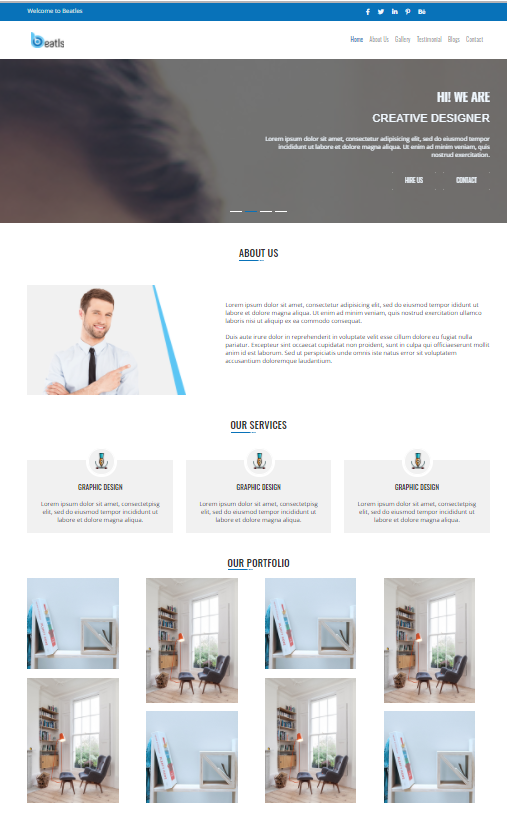 Welcome to Beatles
beatls
Home About Us Gallery Testimonial Blogs Contact
HI! WE ARE
CREATIVE DESIGNER
Lorem ipsum dolor sit amet, consectetur adipisicing elit, sed do eiusmod tempor
incididunt ut labore et dolore magna aliqua. Ut enim ad minim veniam, quis
nostrud exercitation.
HIRE US CONTACT
ABOUT US
Lorem ipsum dolor sit amet, consectetur adipisicing elit, sed do eiusmod tempor ididunt ut
labore et dolore magna aliqua. Ut enim ad minim veniam, quis nostrud exercitation ullamco
laboris nisi ut aliquip ex ea commodo consequat.
Duis aute irure dolor in reprehenderit in voluptate velit esse cillum dolore eu fugiat nulla
pariatur. Excepteur sint occaecat cupidatat non proident, sunt in culpa qui officiaeserunt mollit
anim id est laborum. Sed ut perspiciatis unde omnis iste natus error sit voluptatem
accusantium doloremque laudantium.
OUR SERVICES
GRAPHIC DESIGN
Lorem ipsum dolor sit amet, consectetpisg
elit, sed do eiusmod tempor incididunt ut
labore et dolore magna aliqua.
GRAPHIC DESIGN
Lorem ipsum dolor sit amet, consectetpisg
elit, sed do eiusmod tempor incididunt ut
labore et dolore magna aliqua.
GRAPHIC DESIGN
Lorem ipsum dolor sit amet, consectetpisg
elit, sed do eiusmod tempor incididunt ut
labore et dolore magna aliqua.
OUR PORTFOLIO